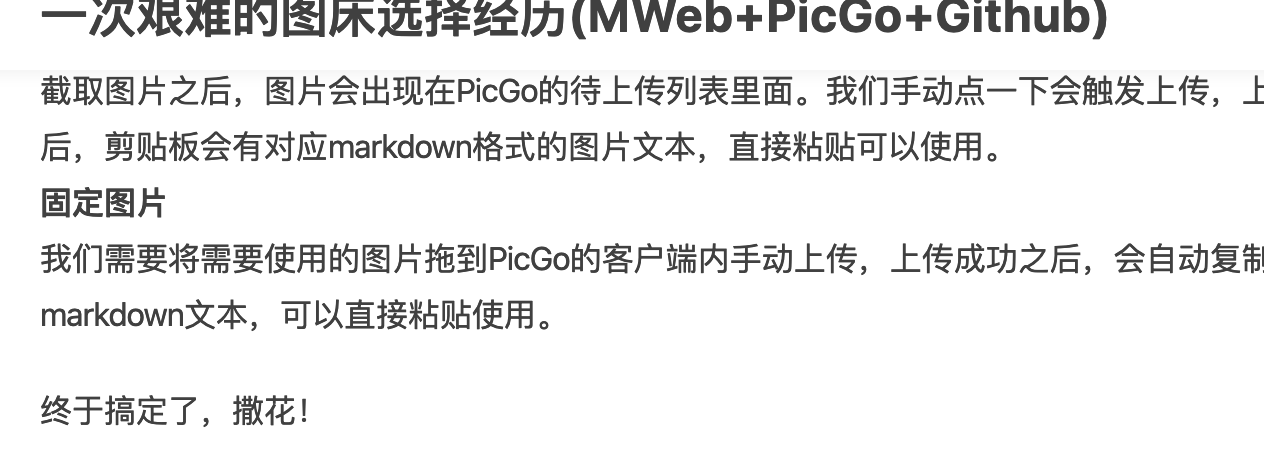 一次艰难的图床选择经历(MWeb+PicGo+Github)
截取图片之后，图片会出现在PicGo的待上传列表里面。我们手动点一下会触发上传，上
后，剪贴板会有对应markdown格式的图片文本，直接粘贴可以使用。
固定图片
我们需要将需要使用的图片拖到PicGo的客户端内手动上传，上传成功之后，会自动复制
markdown文本，可以直接粘贴使用。
终于搞定了，撒花！